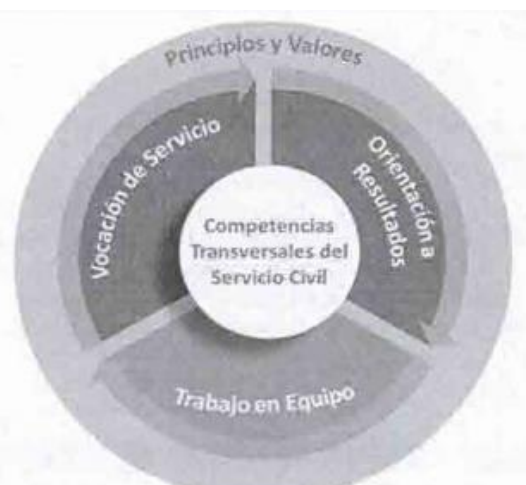 Principios y Valores
Vocación de Servicio
Orientación a
Resultados
Competencias
Transversales del
Servicio Civil
Trabajo en Equipo